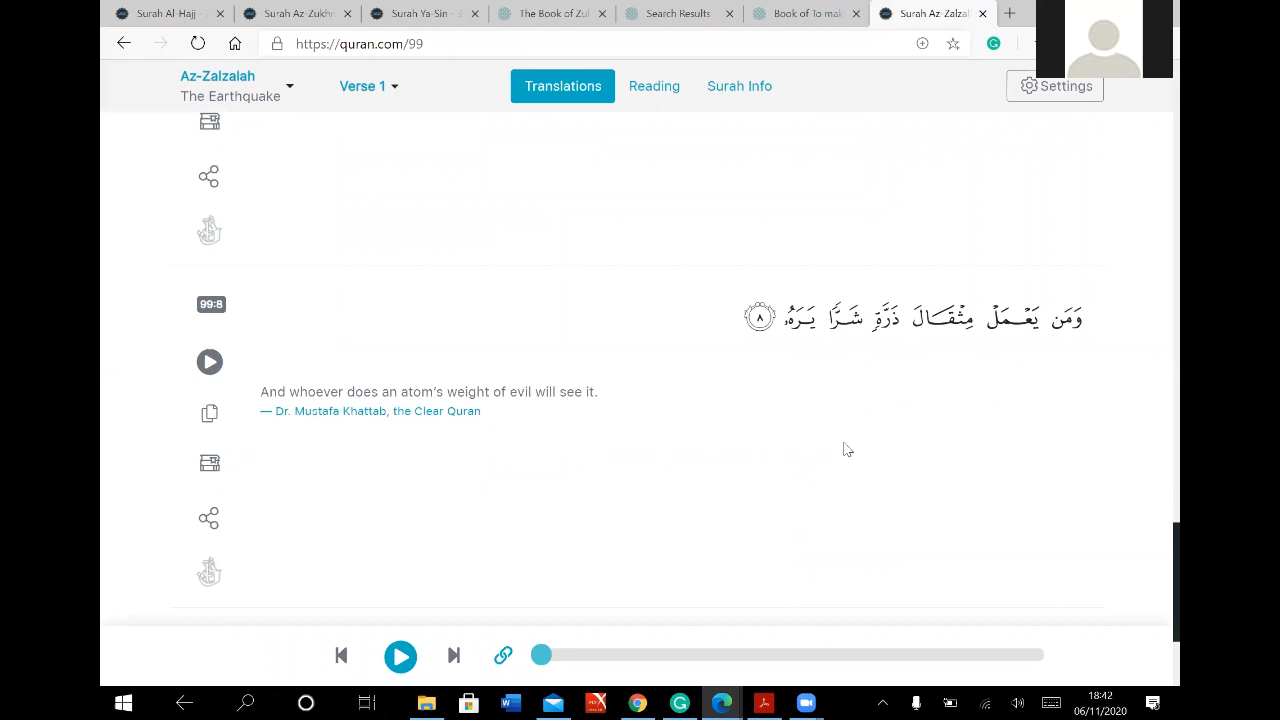 Surah Al-Hajj -
Surah Az-Zukhr
Surah Ya-Sin - S
The Book of Zul
Search Results
Book of To mak
Surah Az-Zalzal
https://quran.com/99
Az-Zalzalah
The Earthquake
Verse 1
Translations
Reading
Surah Info
Settings
99:8
وَمَن يَعْمَلْ مِثْقَالَ ذَرَّةٍ شَرًّا يَرَهُۥ ٨
And whoever does an atom’s weight of evil will see it.
— Dr. Mustafa Khattab, the Clear Quran
18:42
06/11/2020